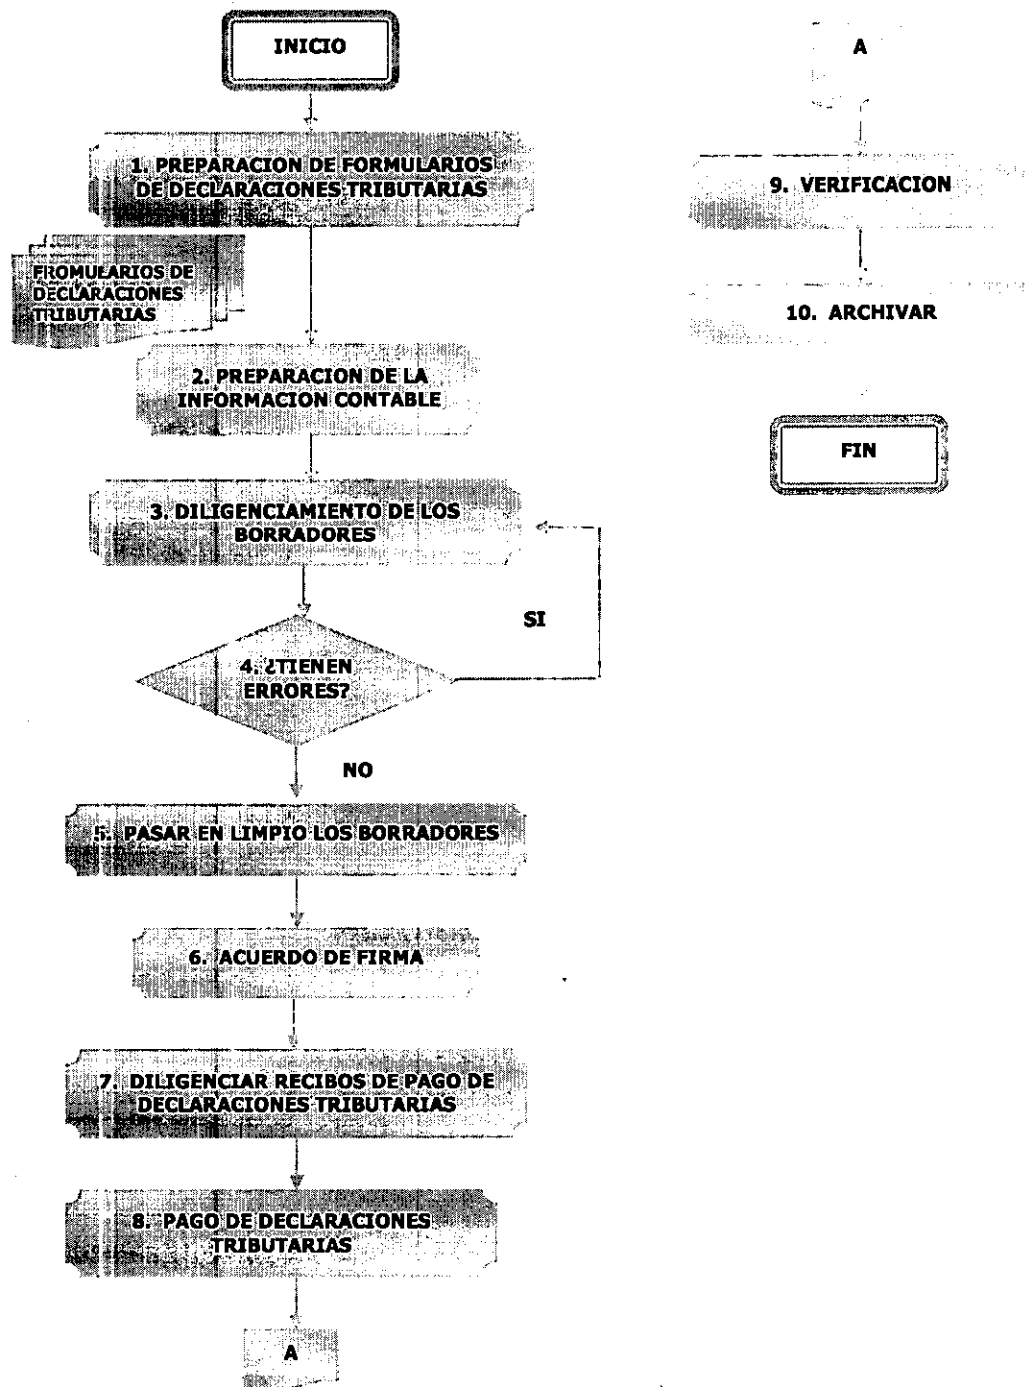 INICIO
1. PREPARACION DE FORMULARIOS
DE DECLARACIONES TRIBUTARIAS
FROMULARIOS DE
DECLARACIONES
TRIBUTARIAS
2. PREPARACION DE LA
INFORMACION CONTABLE
3. DILIGENCIAMIENTO DE LOS
BORRADORES
SI
4. ¿TIENEN
ERRORES?
NO
5. PASAR EN LIMPIO LOS BORRADORES
6. ACUERDO DE FIRMA
7. DILIGENCIAR RECIBOS DE PAGO DE
DECLARACIONES TRIBUTARIAS
8. PAGO DE DECLARACIONES
TRIBUTARIAS
A
A
9. VERIFICACION
10. ARCHIVAR
FIN